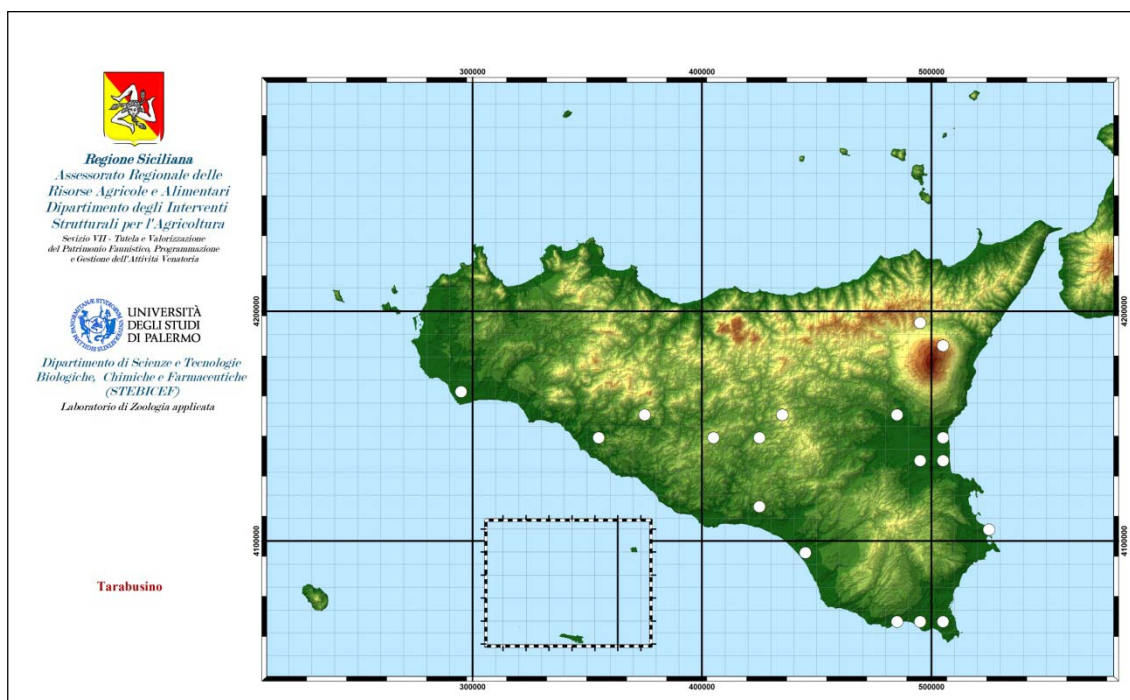 Regione Siciliana
Assessorato Regionale delle
Risorse Agricole e Alimentari
Dipartimento degli Interventi
Strutturali per l'Agricoltura
Sevizio VII - Tutela e Valorizzazione
del Patrimonio Faunistico, Programmazione
e Gestione dell'Attività Venatoria
UNIVERSITÀ
DEGLI STUDI
DI PALERMO
Dipartimento di Scienze e Tecnologie
Biologiche, Chimiche e Farmaceutiche
(STEBICEF)
Laboratorio di Zoologia applicata
Tarabusino
300000
400000
500000
4200000
4200000
4100000
4100000
300000
400000
500000